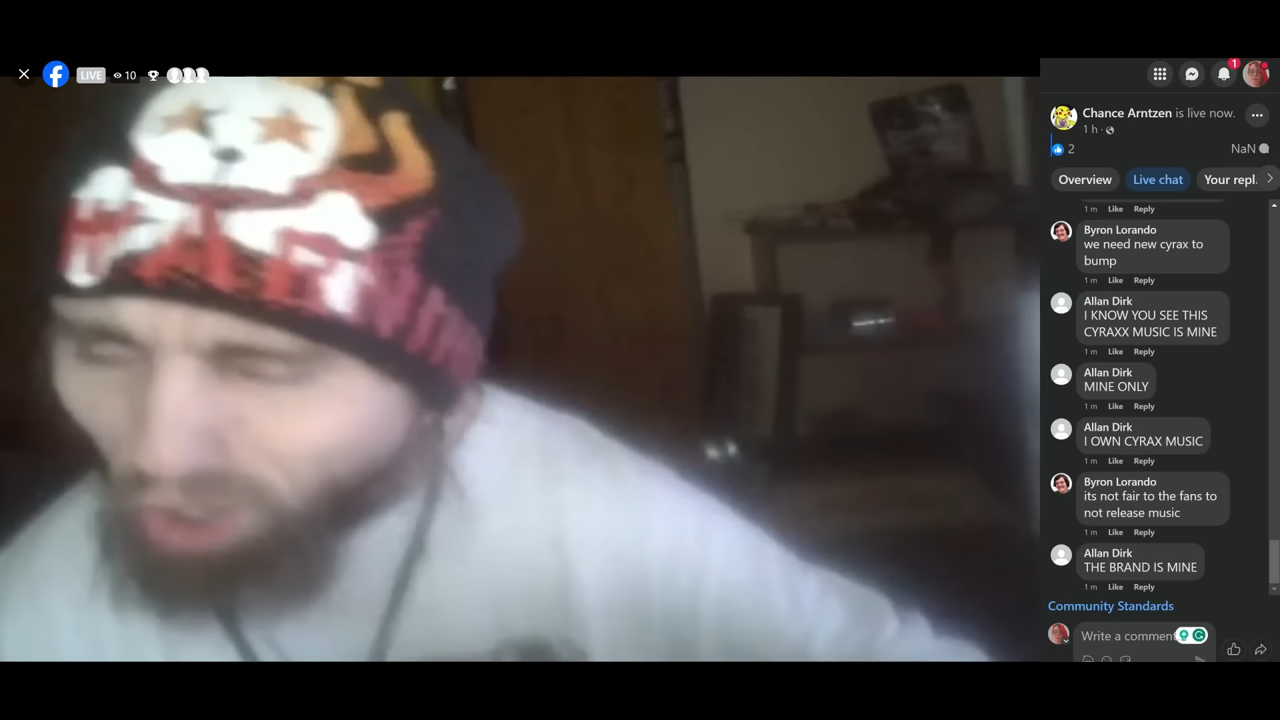 LIVE
10
1
Chance Arntzen is live now.
1 h
2
NaN
Overview
Live chat
Your repl.
1 m Like Reply
Byron Lorando
we need new cyrax to
bump
1 m Like Reply
Allan Dirk
I KNOW YOU SEE THIS
CYRAXX MUSIC IS MINE
1 m Like Reply
Allan Dirk
MINE ONLY
1 m Like Reply
Allan Dirk
I OWN CYRAX MUSIC
1 m Like Reply
Byron Lorando
its not fair to the fans to
not release music
1 m Like Reply
Allan Dirk
THE BRAND IS MINE
1 m Like Reply
Community Standards
Write a comment